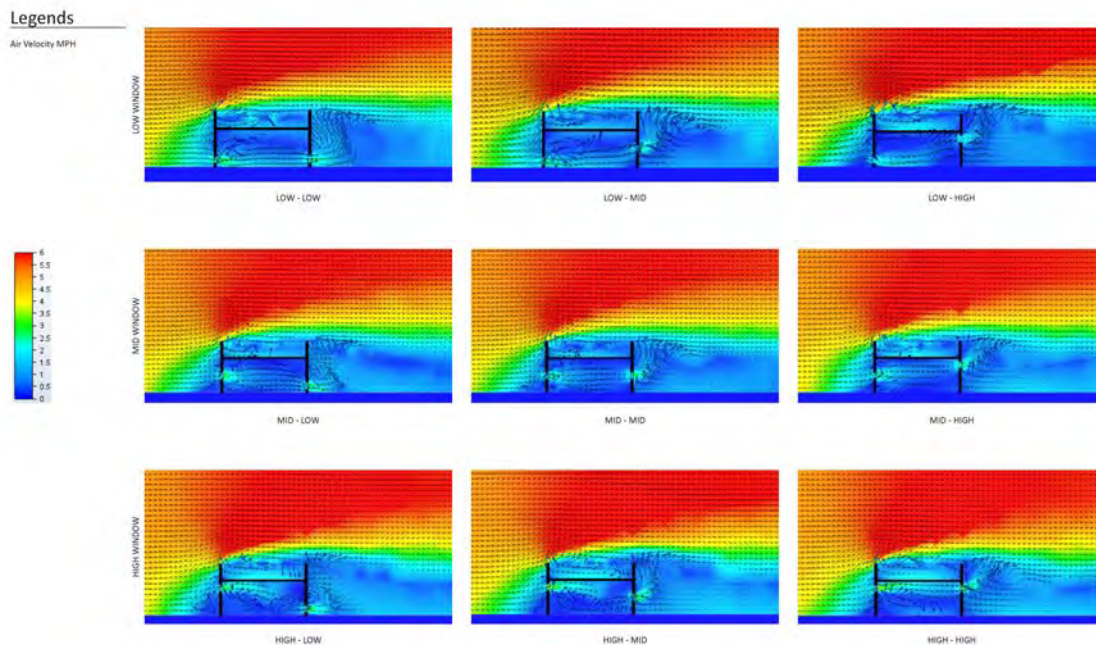 Legends
Air Velocity MPH
LOW WINDOW
LOW - LOW
LOW - MID
LOW - HIGH
6
5.5
5
4.5
4
3.5
3
2.5
2
1.5
1
0.5
0
MID WINDOW
MID - LOW
MID - MID
MID - HIGH
HIGH WINDOW
HIGH - LOW
HIGH - MID
HIGH - HIGH